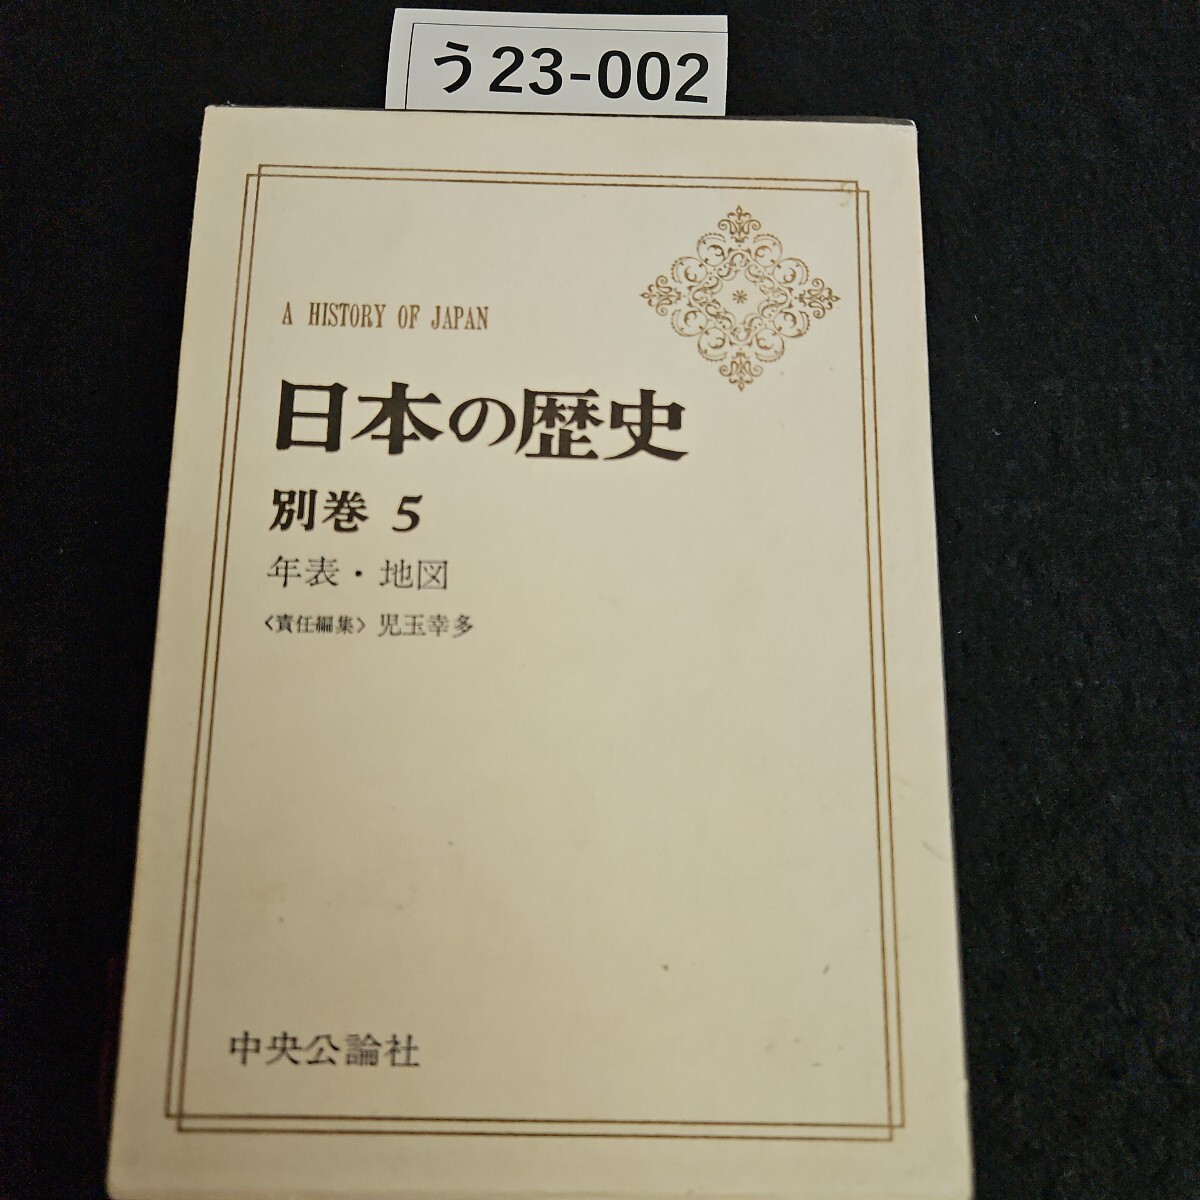 う23-002
A HISTORY OF JAPAN
日本の歴史
別巻 5
年表・地図
〈責任編集〉児玉幸多
中央公論社